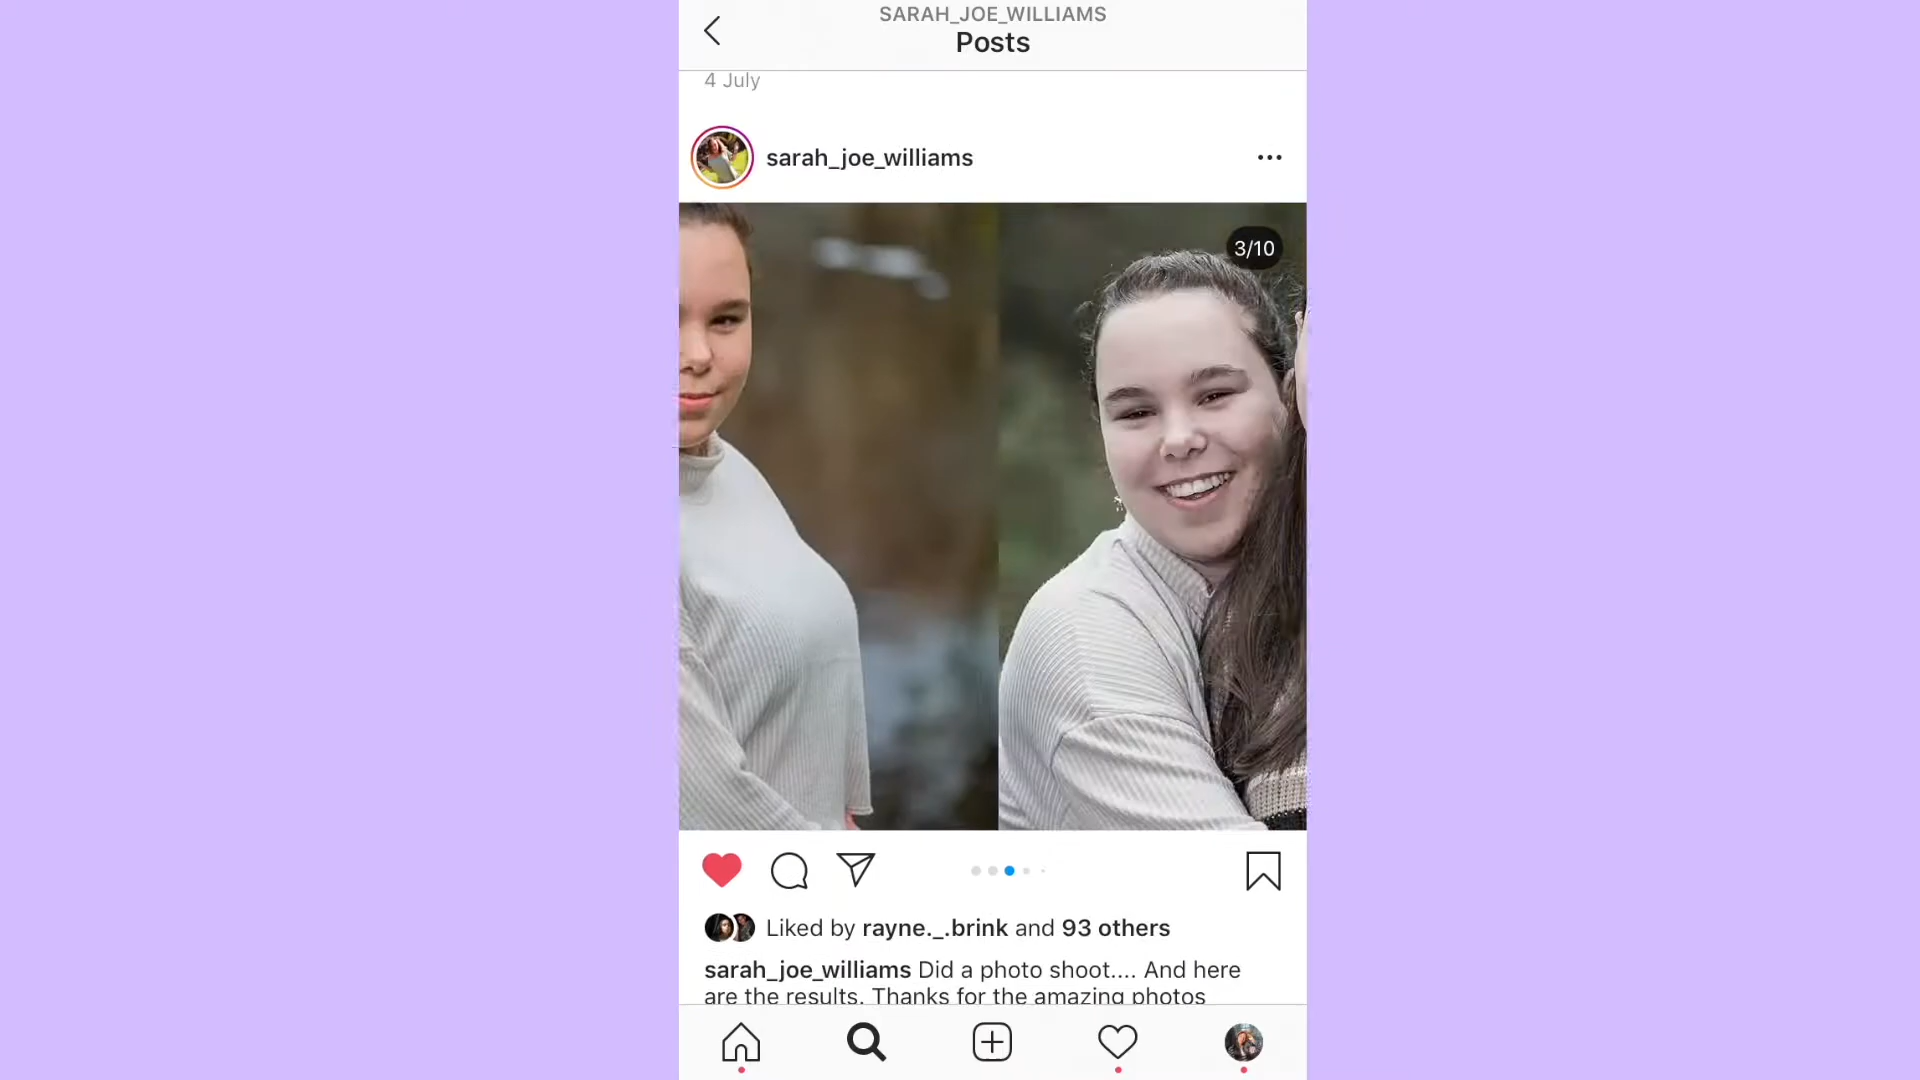 SARAH_JOE_WILLIAMS
Posts
4 July
sarah_joe_williams
3/10
Liked by rayne._.brink and 93 others
sarah_joe_williams Did a photo shoot.... And here
are the results. Thanks for the amazing photos